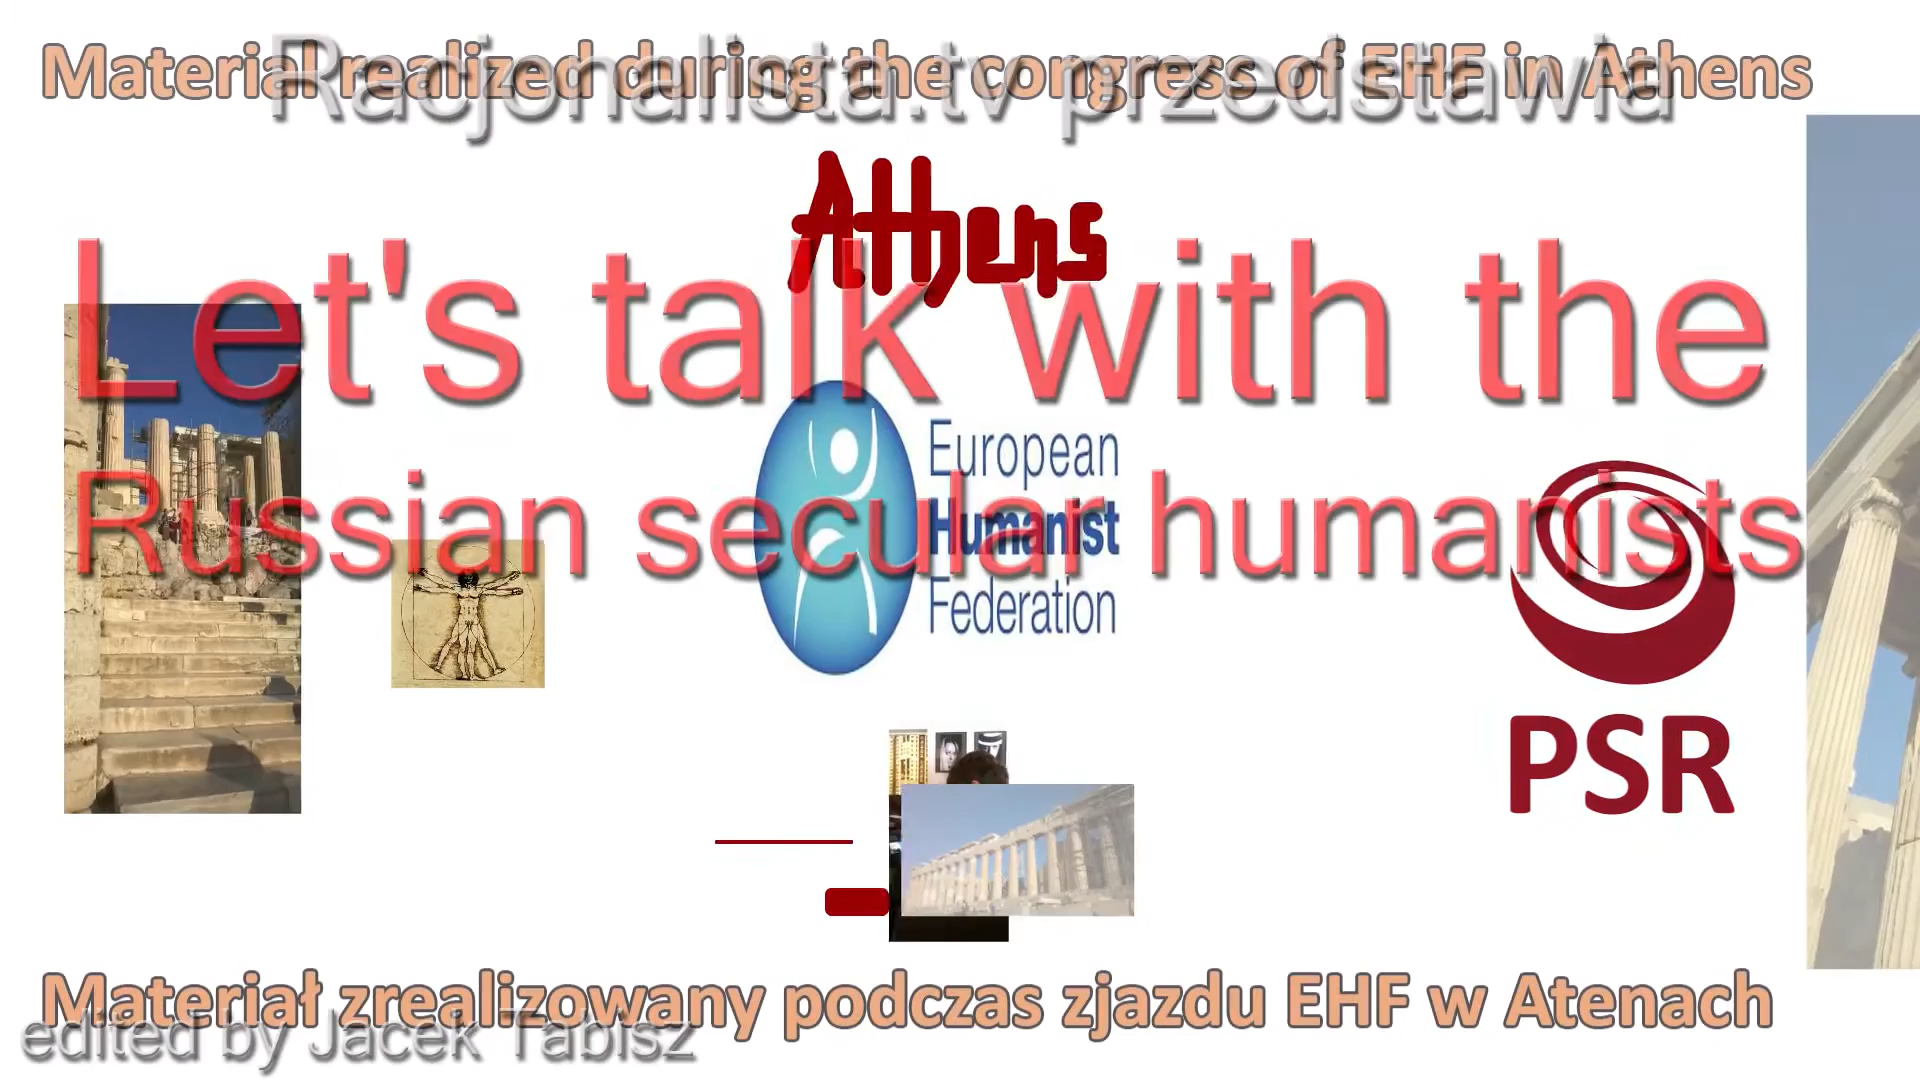 Material realized during the congress of EHF in Athens
Racjonalista.tv przedstawia
Athens
Let's talk with the
European
Humanist
Federation
Russian secular humanists
PSR
Materiał zrealizowany podczas zjazdu EHF w Atenach
edited by Jacek Tabisz